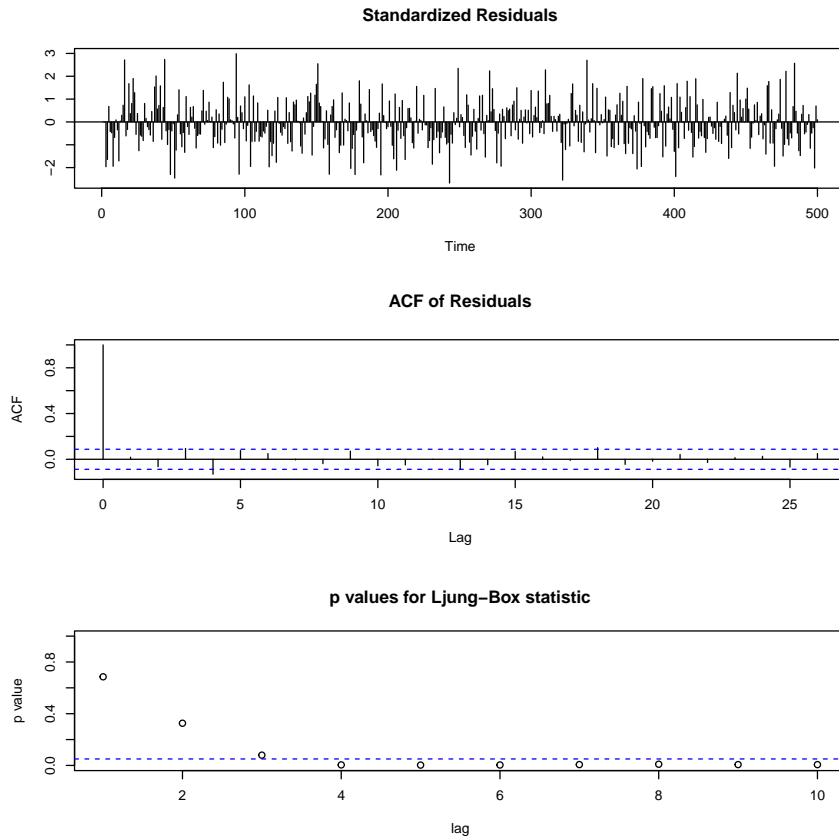 Standardized Residuals
3
2
1
0
−2
0 100 200 300 400 500
Time
ACF of Residuals
ACF
0.8
0.4
0.0
0 5 10 15 20 25
Lag
p values for Ljung−Box statistic
p value
0.8
0.4
0.0
2 4 6 8 10
lag